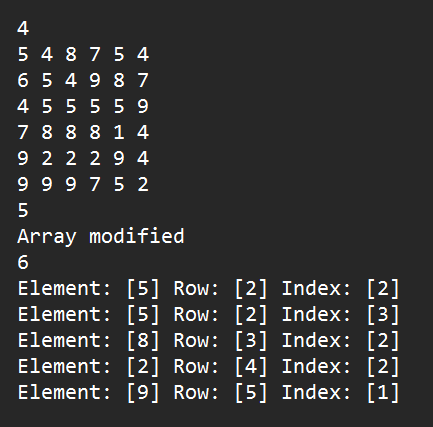 4
5 4 8 7 5 4
6 5 4 9 8 7
4 5 5 5 5 9
7 8 8 8 1 4
9 2 2 2 9 4
9 9 9 7 5 2
5
Array modified
6
Element: [5] Row: [2] Index: [2]
Element: [5] Row: [2] Index: [3]
Element: [8] Row: [3] Index: [2]
Element: [2] Row: [4] Index: [2]
Element: [9] Row: [5] Index: [1]